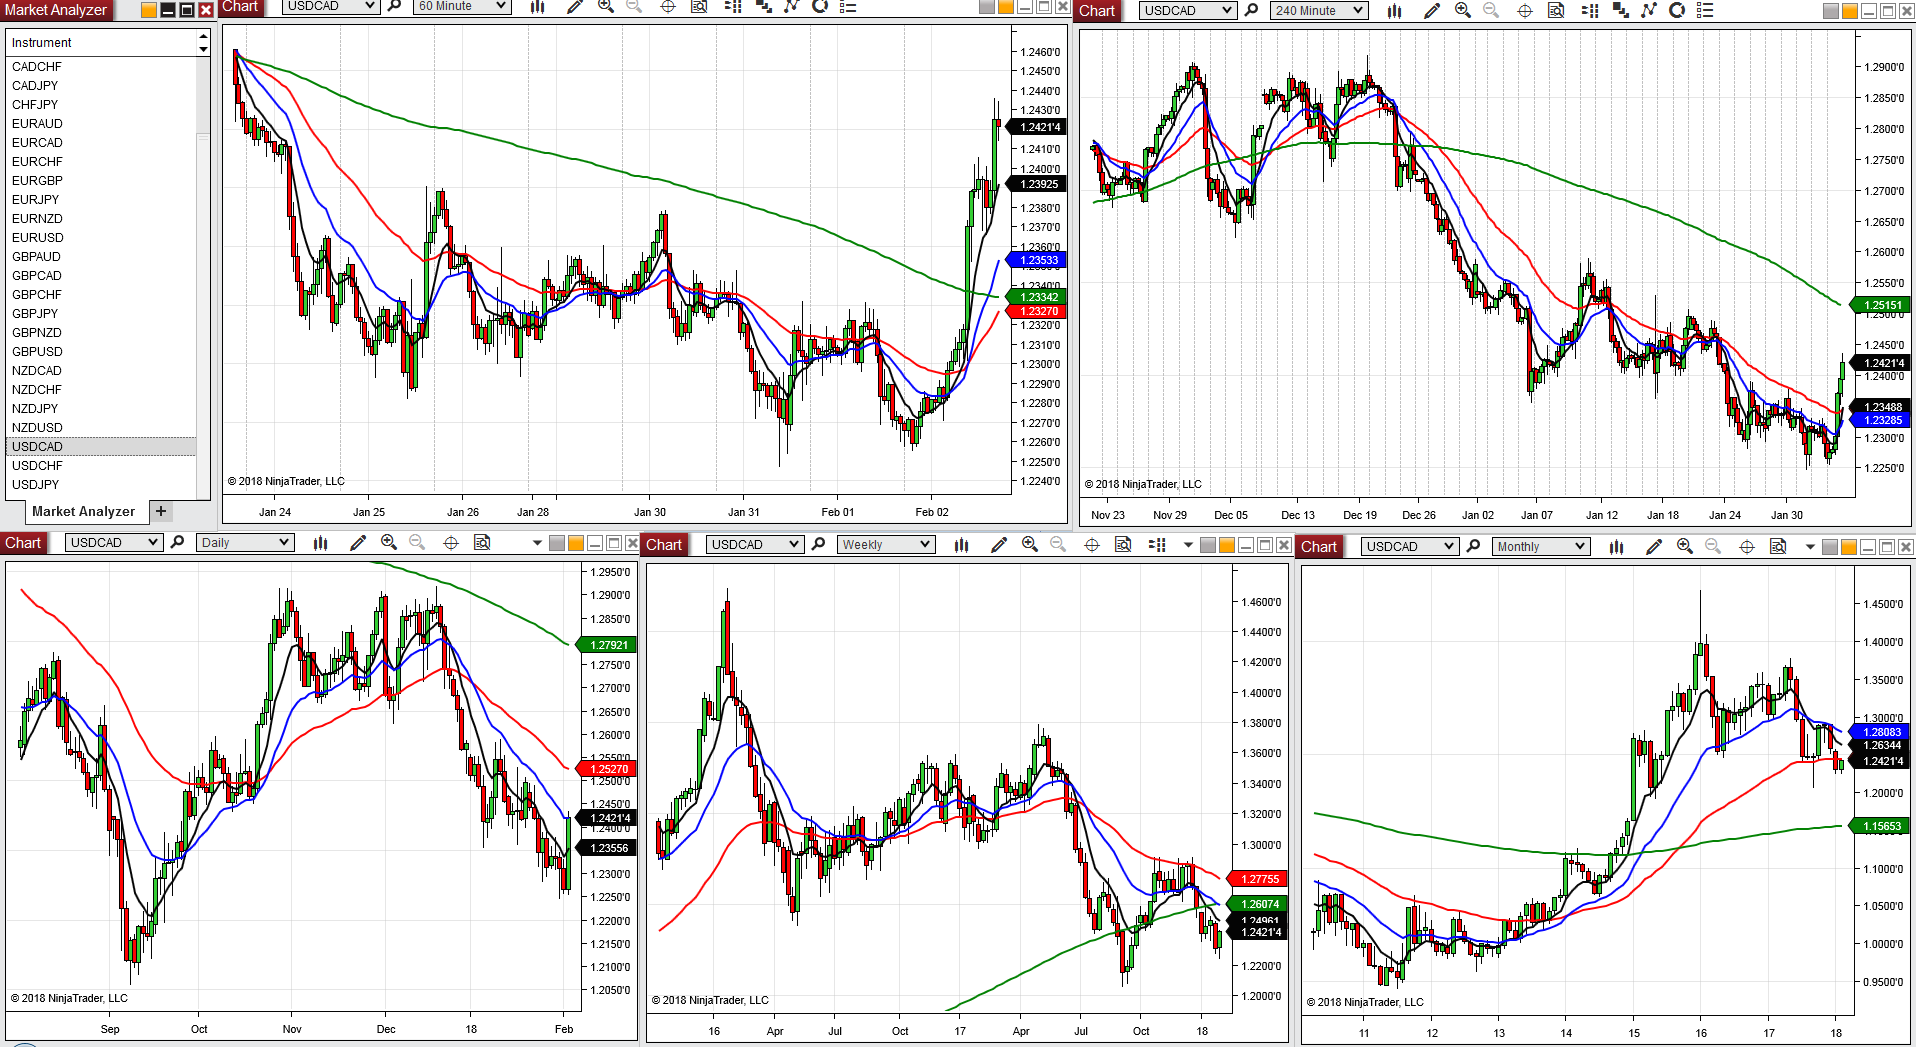 Market Analyzer
Instrument
CADCHF
CADJPY
CHFJPY
EURAUD
EURCAD
EURCHF
EURGBP
EURJPY
EURNZD
EURUSD
GBPAUD
GBPCAD
GBPCHF
GBPJPY
GBPNZD
GBPUSD
NZDCAD
NZDCHF
NZDJPY
NZDUSD
USDCAD
USDCHF
USDJPY
Market Analyzer +
Chart USDCAD 60 Minute
1.2460'0
1.2450'0
1.2440'0
1.2430'0
1.2421'4
1.2410'0
1.2400'0
1.23925
1.2380'0
1.2370'0
1.2360'0
1.23533
1.2340'0
1.23342
1.23270
1.2320'0
1.2310'0
1.2300'0
1.2290'0
1.2280'0
1.2270'0
1.2260'0
1.2250'0
1.2240'0
© 2018 NinjaTrader, LLC
Jan 24 Jan 25 Jan 26 Jan 28 Jan 30 Jan 31 Feb 01 Feb 02
Chart USDCAD 240 Minute
1.2900'0
1.2850'0
1.2800'0
1.2750'0
1.2700'0
1.2650'0
1.2600'0
1.2550'0
1.25151
1.2500'0
1.2450'0
1.2421'4
1.2400'0
1.23488
1.23285
1.2300'0
1.2250'0
© 2018 NinjaTrader, LLC
Nov 23 Nov 29 Dec 05 Dec 13 Dec 19 Dec 26 Jan 02 Jan 07 Jan 12 Jan 18 Jan 24 Jan 30
Chart USDCAD Daily
1.2950'0
1.2900'0
1.2850'0
1.27921
1.2750'0
1.2700'0
1.2650'0
1.2600'0
1.2550'0
1.25270
1.2500'0
1.2450'0
1.2421'4
1.2400'0
1.23556
1.2300'0
1.2250'0
1.2200'0
1.2150'0
1.2100'0
1.2050'0
© 2018 NinjaTrader, LLC
Sep Oct Nov Dec 18 Feb
Chart USDCAD Weekly
1.4600'0
1.4400'0
1.4200'0
1.4000'0
1.3800'0
1.3600'0
1.3400'0
1.3200'0
1.3000'0
1.27755
1.26074
1.24961
1.2421'4
1.2200'0
1.2000'0
© 2018 NinjaTrader, LLC
16 Apr Jul Oct 17 Apr Jul Oct 18
Chart USDCAD Monthly
1.4500'0
1.4000'0
1.3500'0
1.3000'0
1.28083
1.26344
1.2421'4
1.2000'0
1.15653
1.1000'0
1.0500'0
1.0000'0
0.9500'0
© 2018 NinjaTrader, LLC
11 12 13 14 15 16 17 18